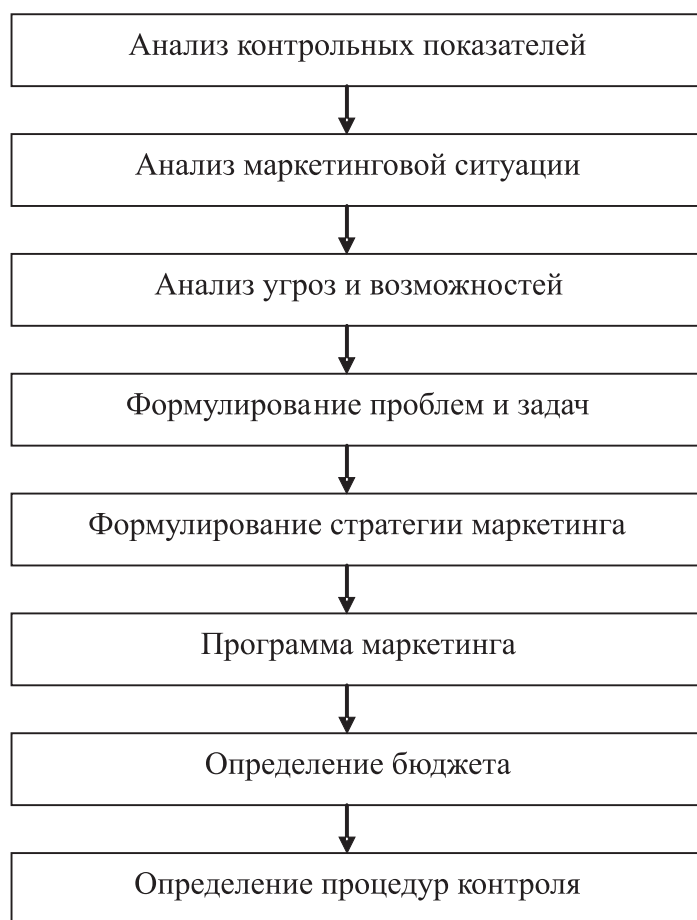 Анализ контрольных показателей
Анализ маркетинговой ситуации
Анализ угроз и возможностей
Формулирование проблем и задач
Формулирование стратегии маркетинга
Программа маркетинга
Определение бюджета
Определение процедур контроля